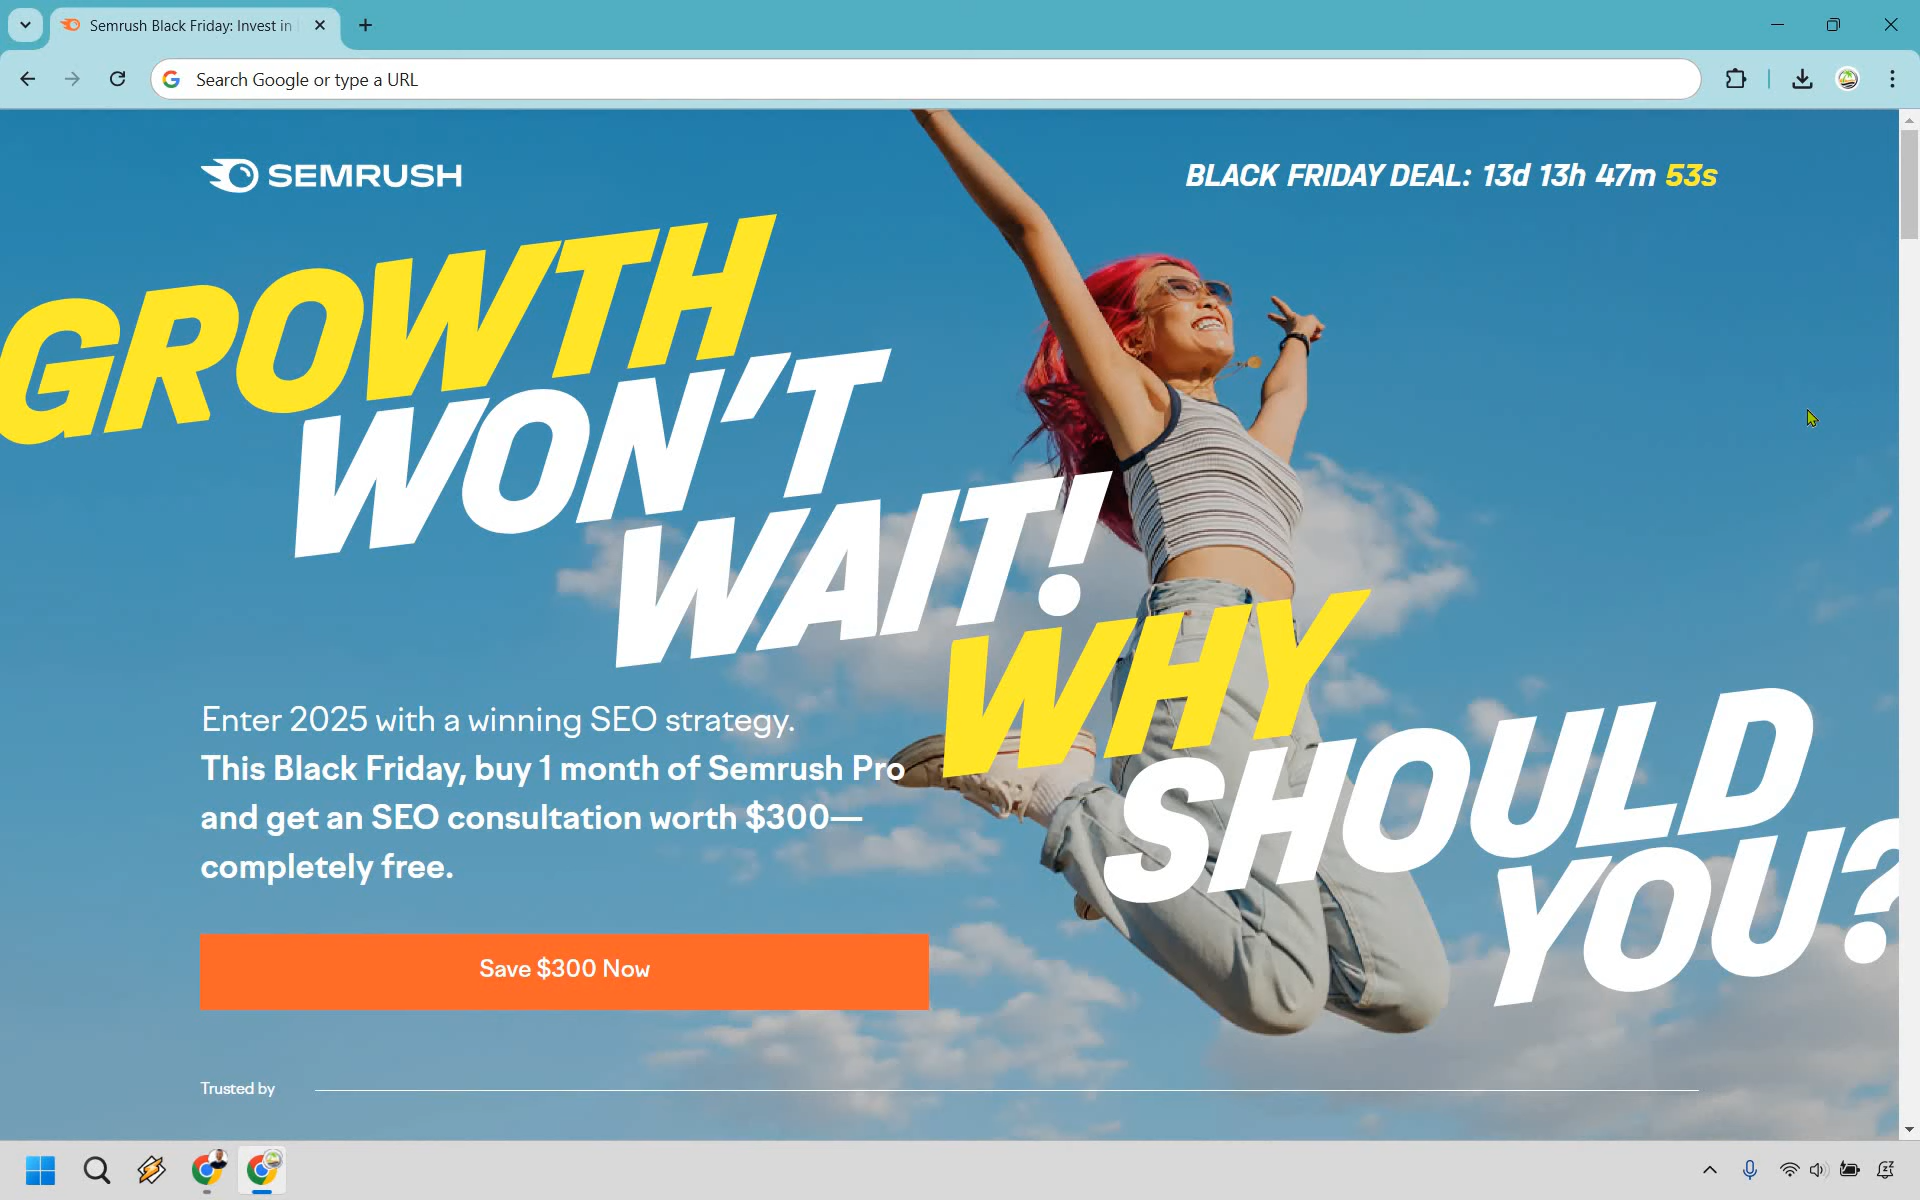 Semrush Black Friday: Invest in
Search Google or type a URL
SEMRUSH
BLACK FRIDAY DEAL: 13d 13h 47m 53s
GROWTH
WON'T
WAIT!
WHY
SHOULD
YOU?
Enter 2025 with a winning SEO strategy.
This Black Friday, buy 1 month of Semrush Pro
and get an SEO consultation worth $300—
completely free.
Save $300 Now
Trusted by